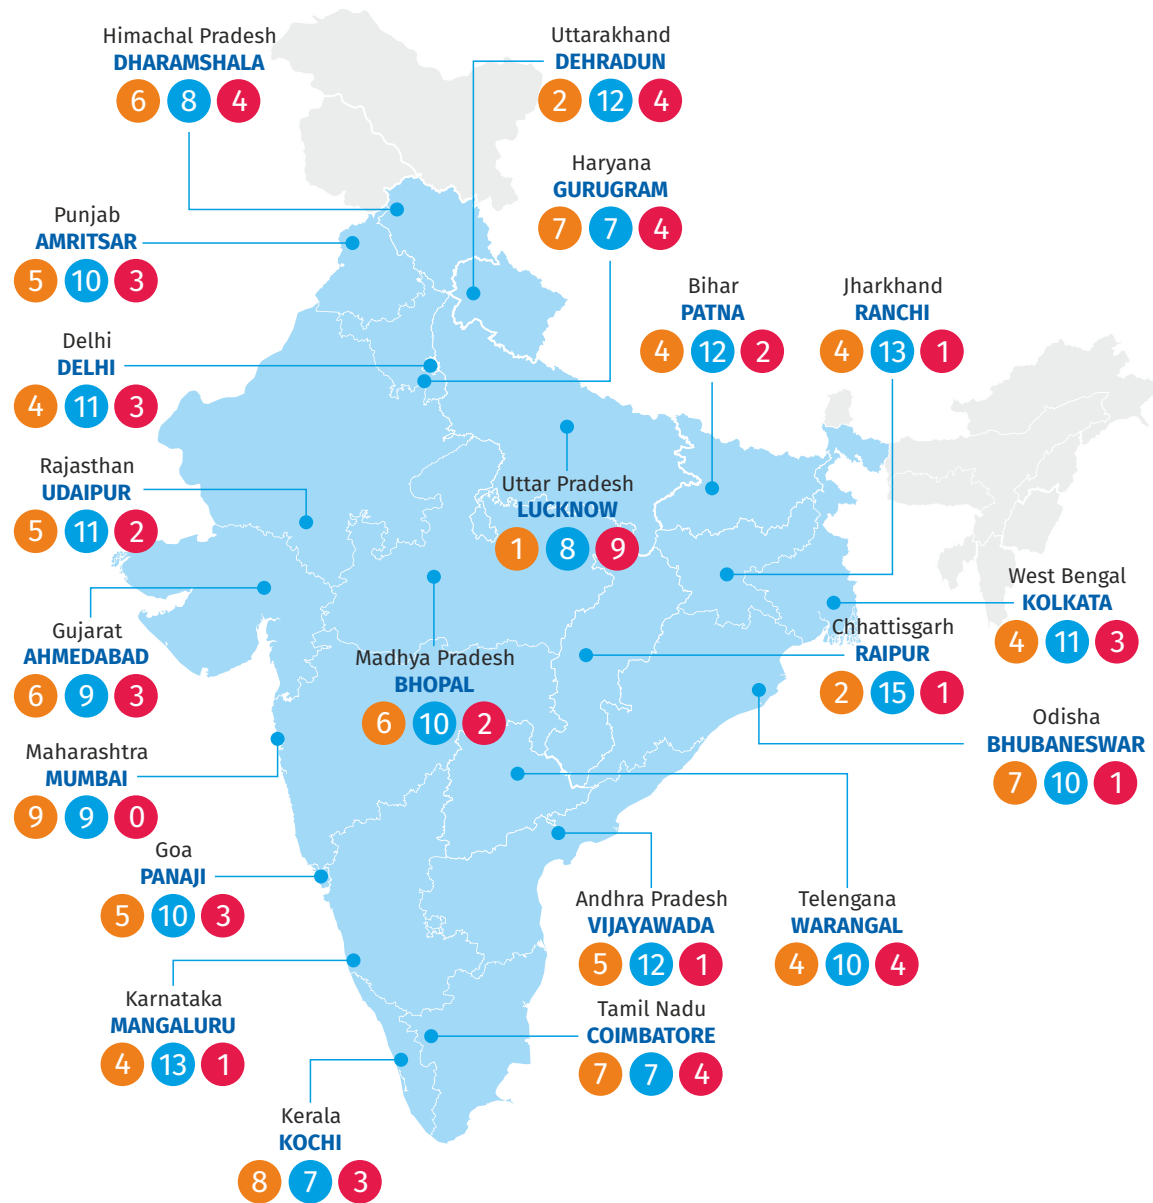 Himachal Pradesh
DHARAMSHALA
6 8 4
Uttarakhand
DEHRADUN
2 12 4
Haryana
GURUGRAM
7 7 4
Punjab
AMRITSAR
5 10 3
Bihar
PATNA
4 12 2
Jharkhand
RANCHI
4 13 1
Delhi
DELHI
4 11 3
Rajasthan
UDAIPUR
5 11 2
Uttar Pradesh
LUCKNOW
1 8 9
West Bengal
KOLKATA
4 11 3
Gujarat
AHMEDABAD
6 9 3
Madhya Pradesh
BHOPAL
6 10 2
Chhattisgarh
RAIPUR
2 15 1
Odisha
BHUBANESWAR
7 10 1
Maharashtra
MUMBAI
9 9 0
Goa
PANAJI
5 10 3
Andhra Pradesh
VIJAYAWADA
5 12 1
Telengana
WARANGAL
4 10 4
Karnataka
MANGALURU
4 13 1
Tamil Nadu
COIMBATORE
7 7 4
Kerala
KOCHI
8 7 3